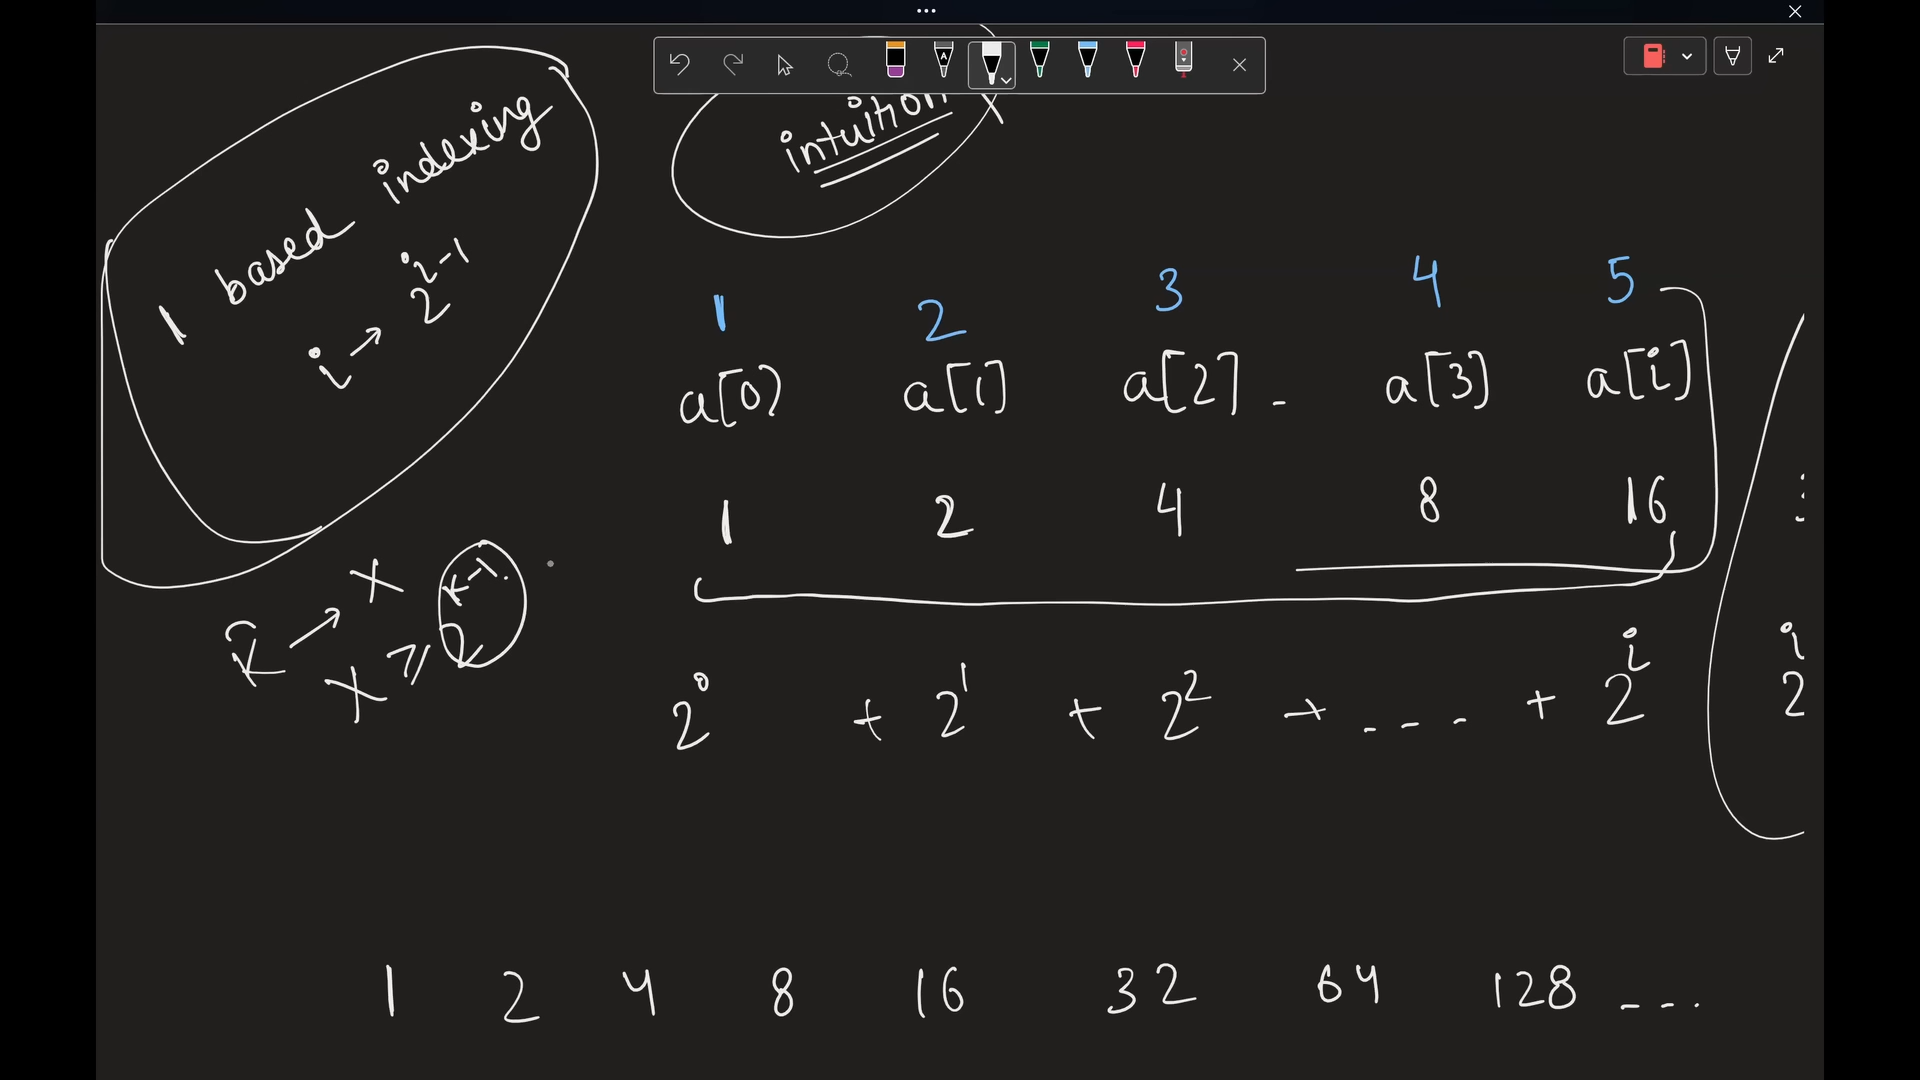 intuition
1 based indexing
i → 2^{i-1}
1 2 3 4 5
a[0] a[1] a[2] - a[3] a[i]
1 2 4 8 16
K → X
X ⩾ 2^{K-1}
2^0 + 2^1 + 2^2 + --- + 2^i
2^i
1 2 4 8 16 32 64 128 ---